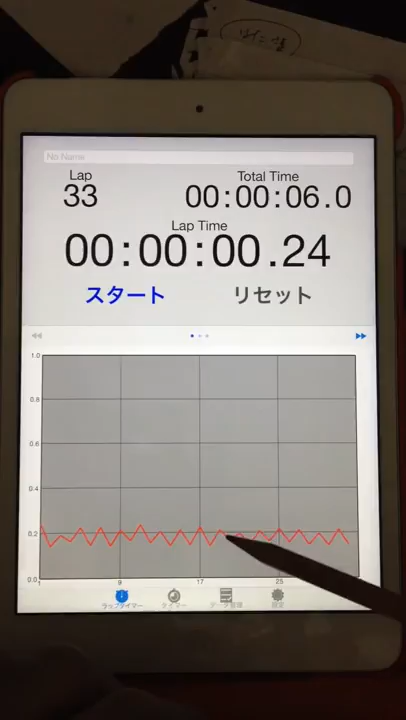 No Name
Lap
Total Time
33
00:00:06.0
Lap Time
00:00:00.24
スタート
リセット
1.0
0.8
0.6
0.4
0.2
0.0
1
9
17
25
ラップタイマー
タイマー
データ管理
設定